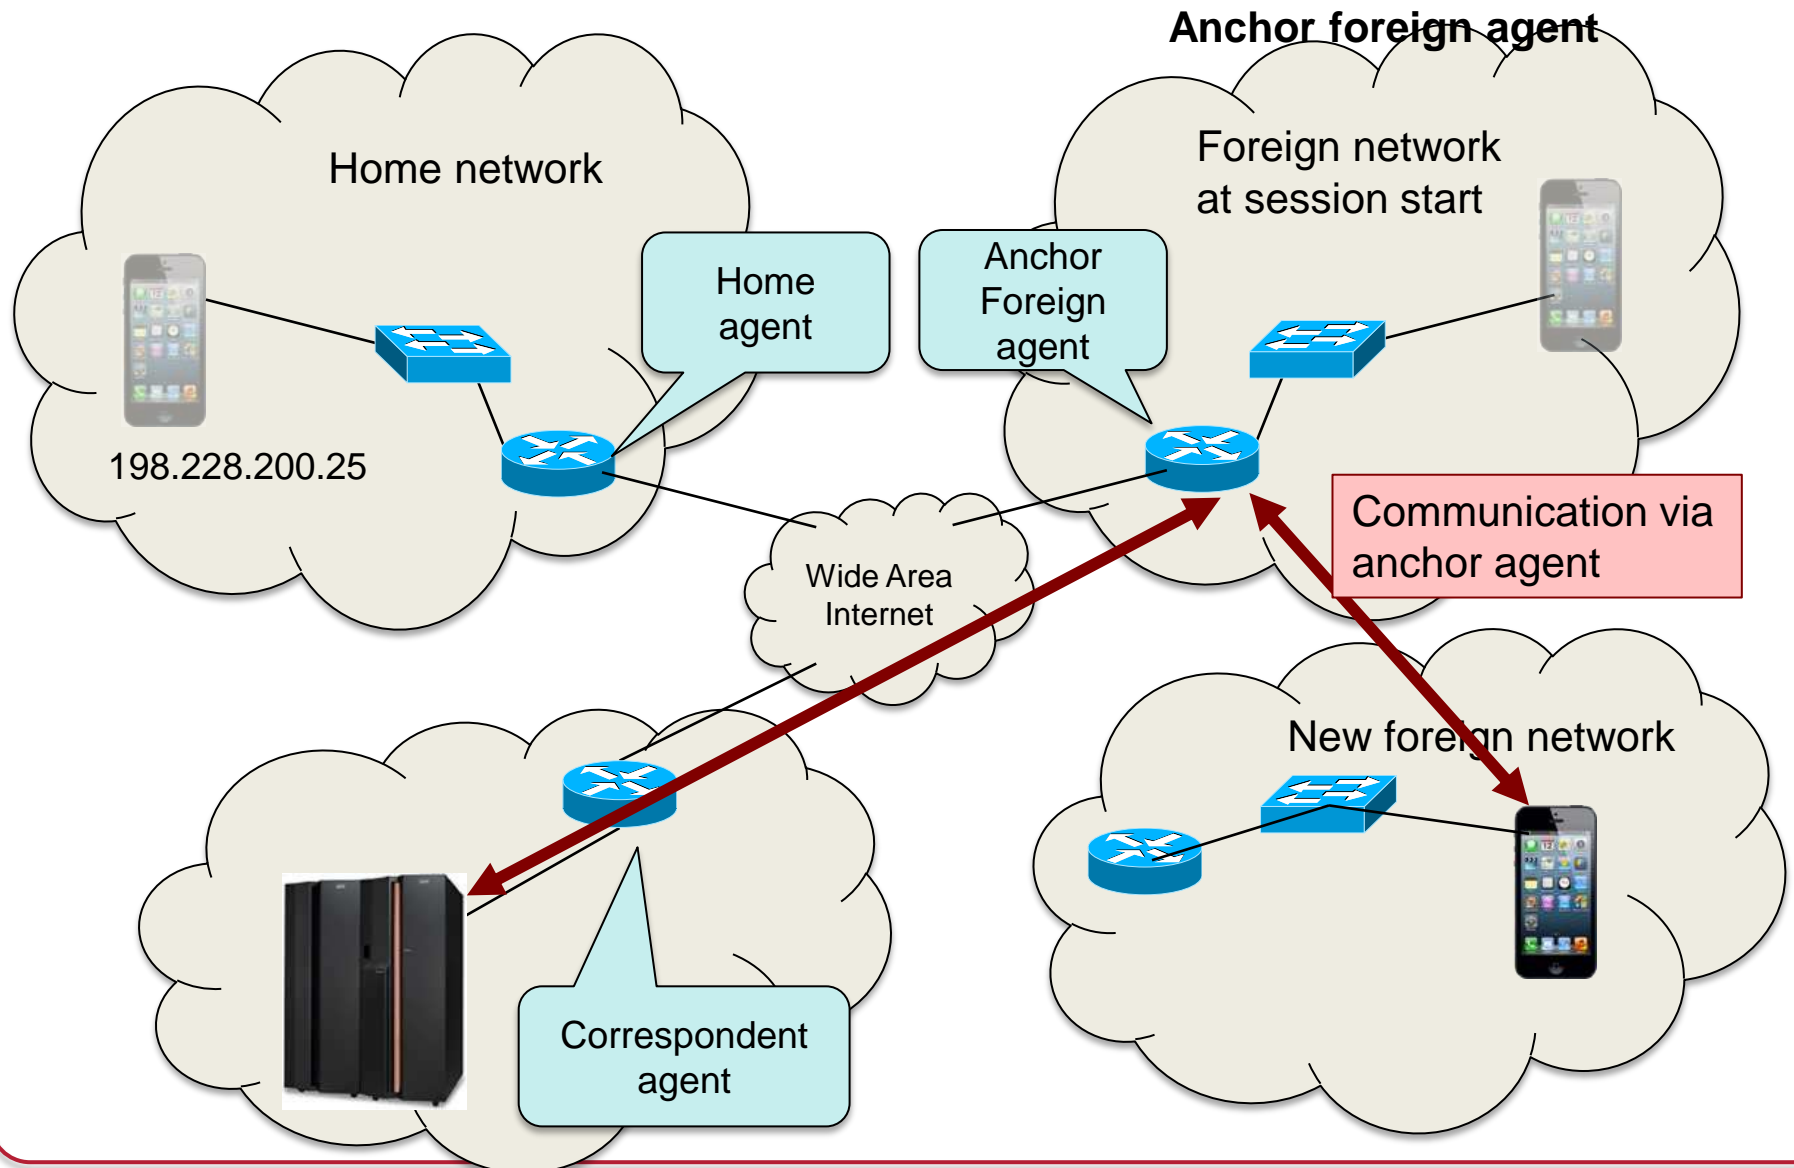 Anchor foreign agent
Home network
Foreign network
at session start
Home
agent
Anchor
Foreign
agent
198.228.200.25
Communication via
anchor agent
Wide Area
Internet
New foreign network
Correspondent
agent